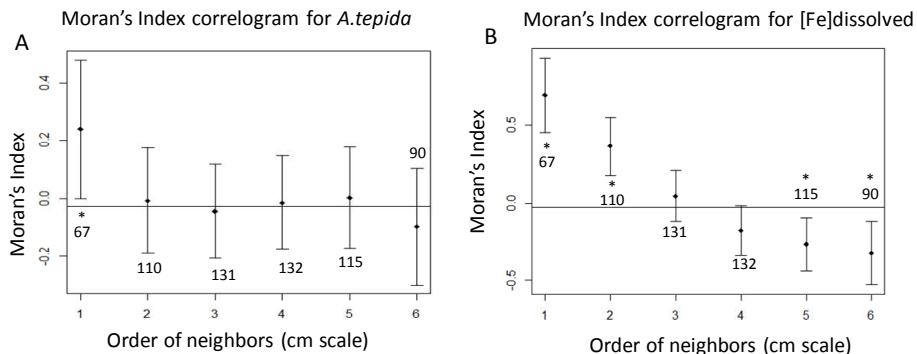 Moran's Index correlogram for A.tepida
A
Moran's Index
0.4
0.2
0.0
-0.2
*
67
110
131
132
115
90
1 2 3 4 5 6
Order of neighbors (cm scale)
Moran's Index correlogram for [Fe]dissolved
B
Moran's Index
0.5
0.0
-0.5
*
67
*
110
131
132
*
115
*
90
1 2 3 4 5 6
Order of neighbors (cm scale)